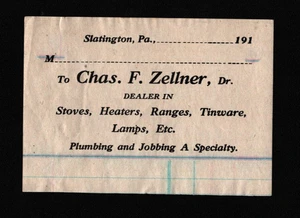 Slatington, Pa., 191
M
To Chas. F. Zellner, Dr.
DEALER IN
Stoves, Heaters, Ranges, Tinware,
Lamps, Etc.
Plumbing and Jobbing A Specialty.